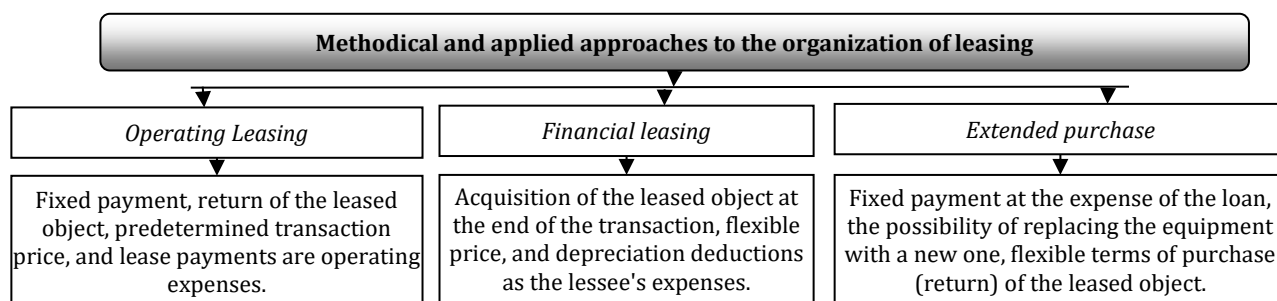 Methodical and applied approaches to the organization of leasing
Operating Leasing
Financial leasing
Extended purchase
Fixed payment, return of the leased
object, predetermined transaction
price, and lease payments are operating
expenses.
Acquisition of the leased object at
the end of the transaction, flexible
price, and depreciation deductions
as the lessee's expenses.
Fixed payment at the expense of the loan,
the possibility of replacing the equipment
with a new one, flexible terms of purchase
(return) of the leased object.